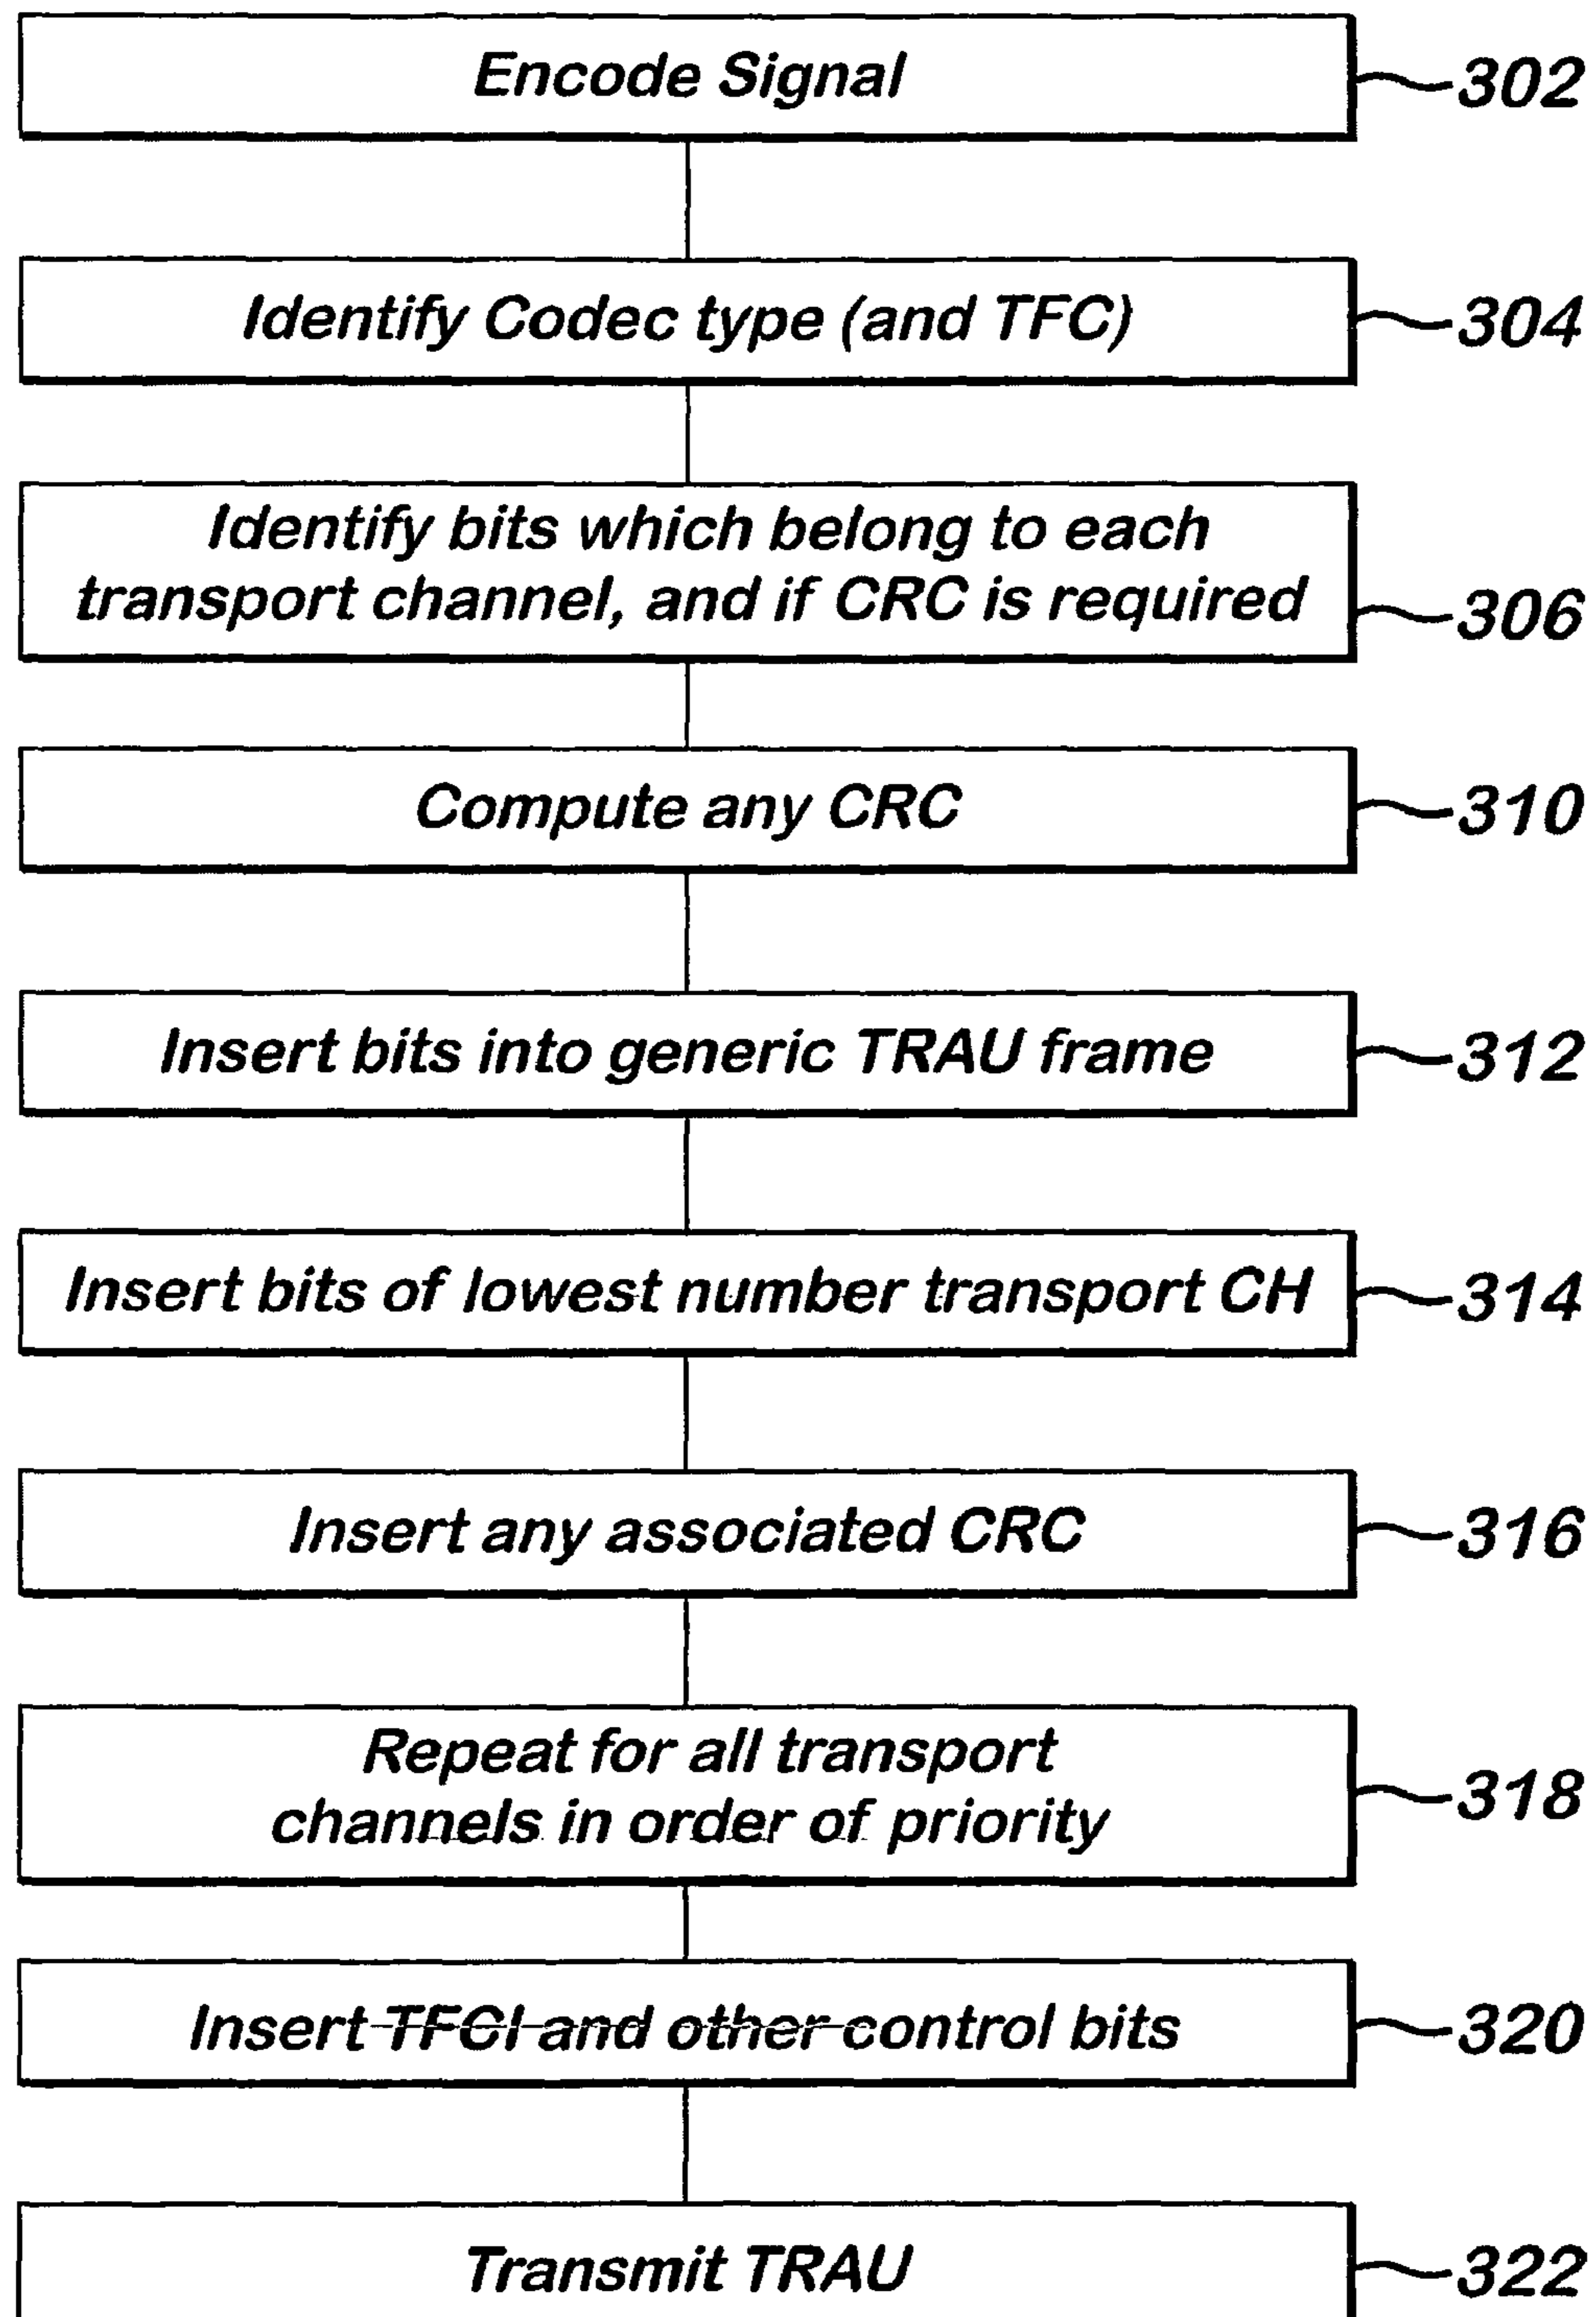 Encode Signal
302
Identify Codec type (and TFC)
304
Identify bits which belong to each
transport channel, and if CRC is required
306
Compute any CRC
310
Insert bits into generic TRAU frame
312
Insert bits of lowest number transport CH
314
Insert any associated CRC
316
Repeat for all transport
channels in order of priority
318
Insert TFCI and other control bits
320
Transmit TRAU
322